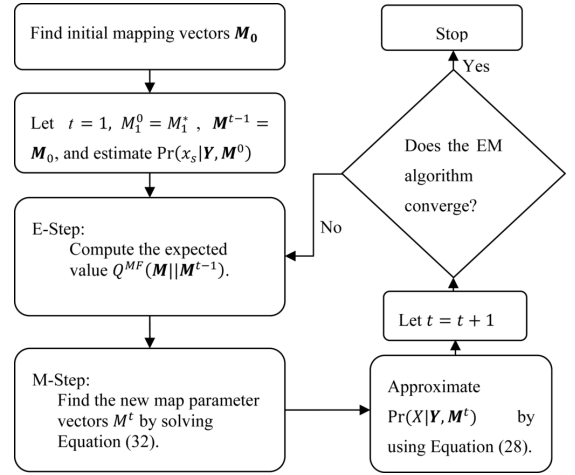 Find initial mapping vectors 𝑴₀
Let 𝑡 = 1, 𝑀₁⁰ = 𝑀₁*, 𝑴ᵗ⁻¹ =
𝑴₀, and estimate Pr(𝑥ₛ|𝒀, 𝑴⁰)
E-Step:
Compute the expected
value 𝑄ᴹᶠ(𝑴||𝑴ᵗ⁻¹).
M-Step:
Find the new map parameter
vectors 𝑀ᵗ by solving
Equation (32).
Approximate
Pr(𝑋|𝒀, 𝑴ᵗ) by
using Equation (28).
Let 𝑡 = 𝑡 + 1
Does the EM
algorithm
converge?
No
Yes
Stop